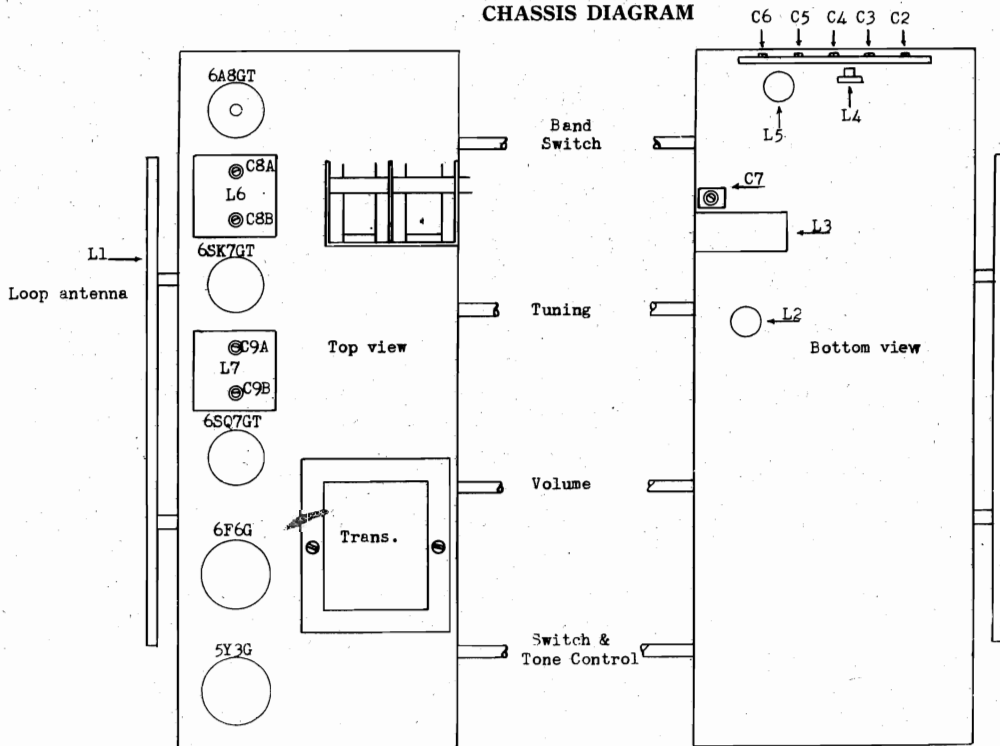 CHASSIS DIAGRAM
C6 C5 C4 C3 C2
6A8GT
C8A
L6
C8B
6SK7GT
L1
Loop antenna
C9A
L7
C9B
6SQ7GT
6F6G
5Y3G
Top view
Trans.
Band
Switch
Tuning
Volume
Switch &
Tone Control
L5
L4
C7
L3
L2
Bottom view